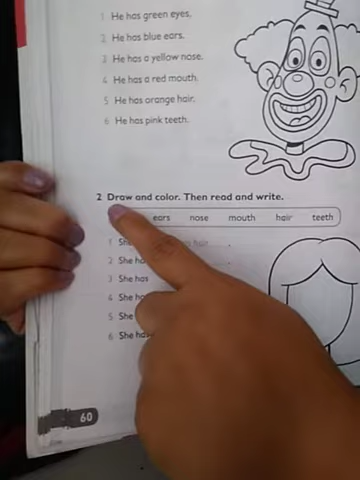 1 He has green eyes.
2 He has blue ears.
3 He has a yellow nose.
4 He has a red mouth.
5 He has orange hair.
6 He has pink teeth.
2 Draw and color. Then read and write.
ears nose mouth hair teeth
1 She hair .
2 She
3 She has
4 She
5 She
6 She has
60